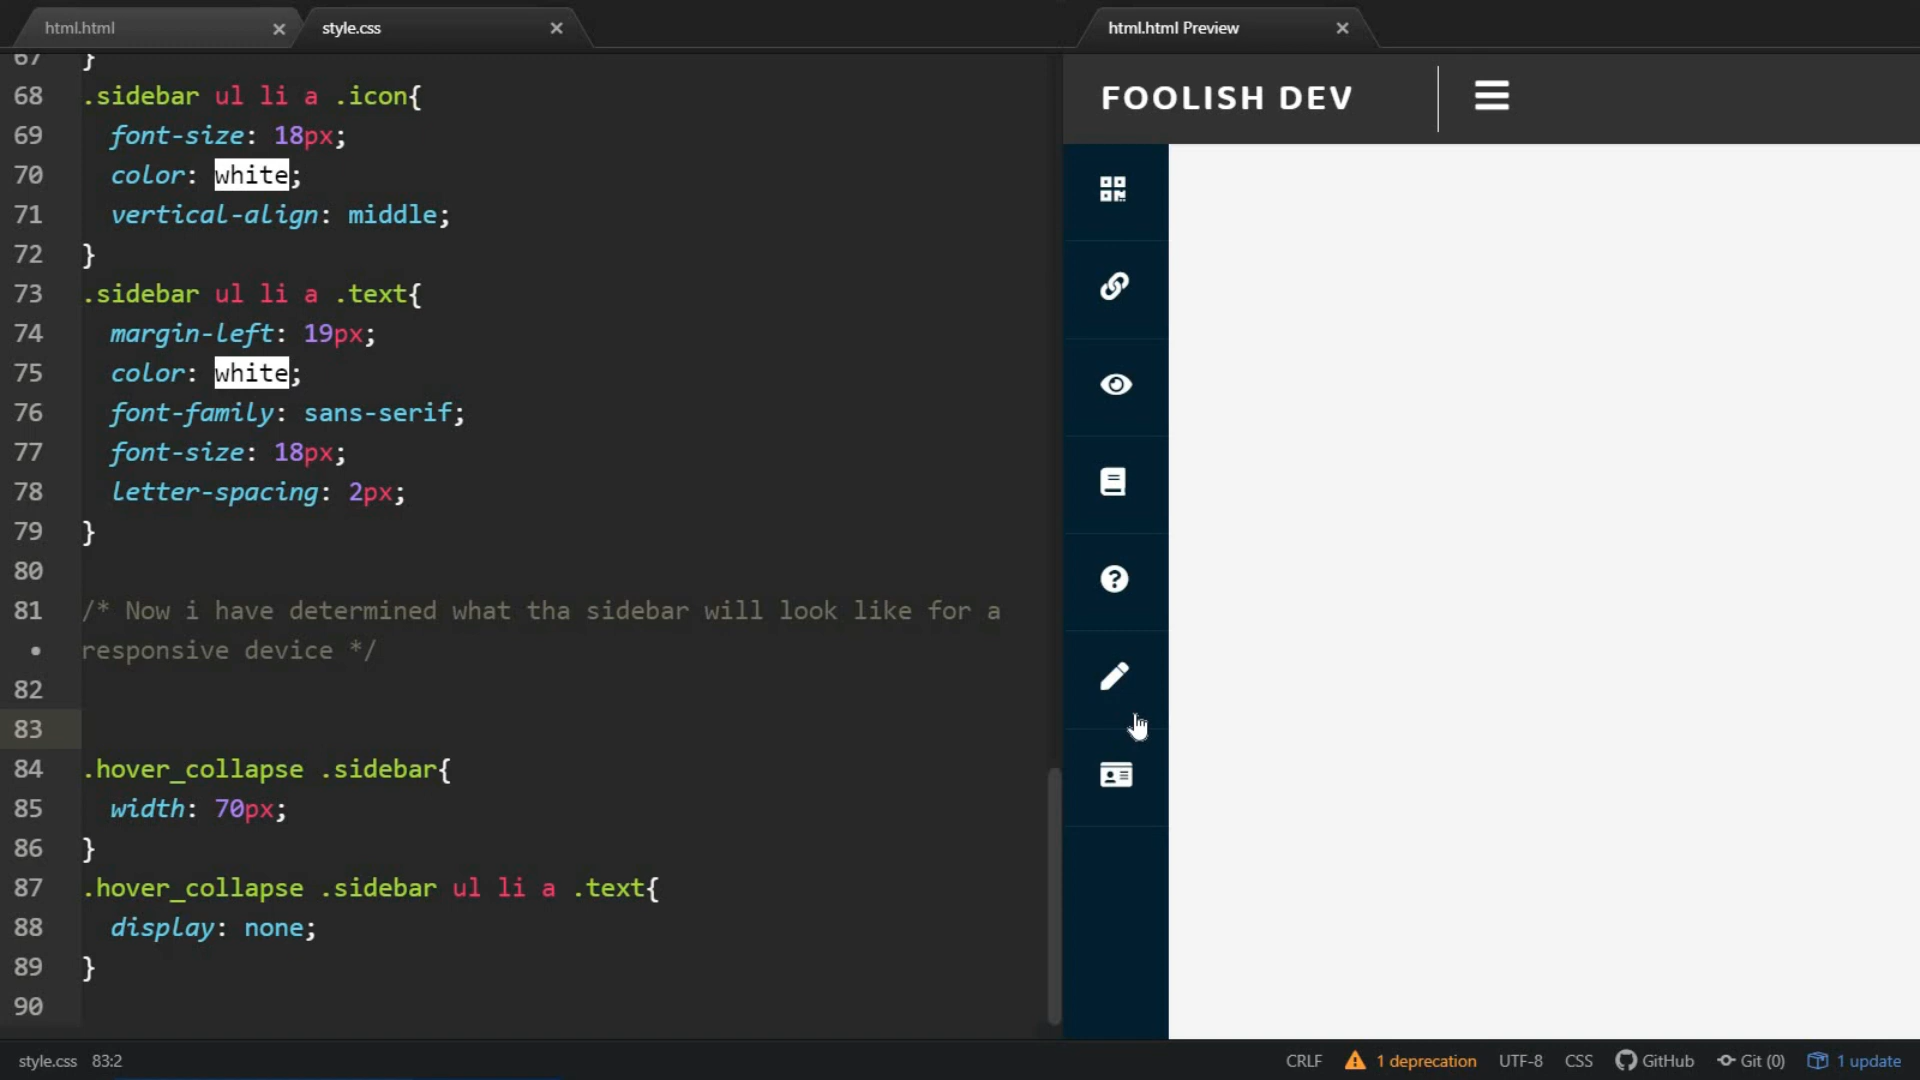 html.html
style.css
html.html Preview
67 }
68 .sidebar ul li a .icon{
69 font-size: 18px;
70 color: white;
71 vertical-align: middle;
72 }
73 .sidebar ul li a .text{
74 margin-left: 19px;
75 color: white;
76 font-family: sans-serif;
77 font-size: 18px;
78 letter-spacing: 2px;
79 }
80
81 /* Now i have determined what tha sidebar will look like for a
• responsive device */
82
83
84 .hover_collapse .sidebar{
85 width: 70px;
86 }
87 .hover_collapse .sidebar ul li a .text{
88 display: none;
89 }
90
FOOLISH DEV
style.css 83:2
CRLF 1 deprecation UTF-8 CSS GitHub Git (0) 1 update